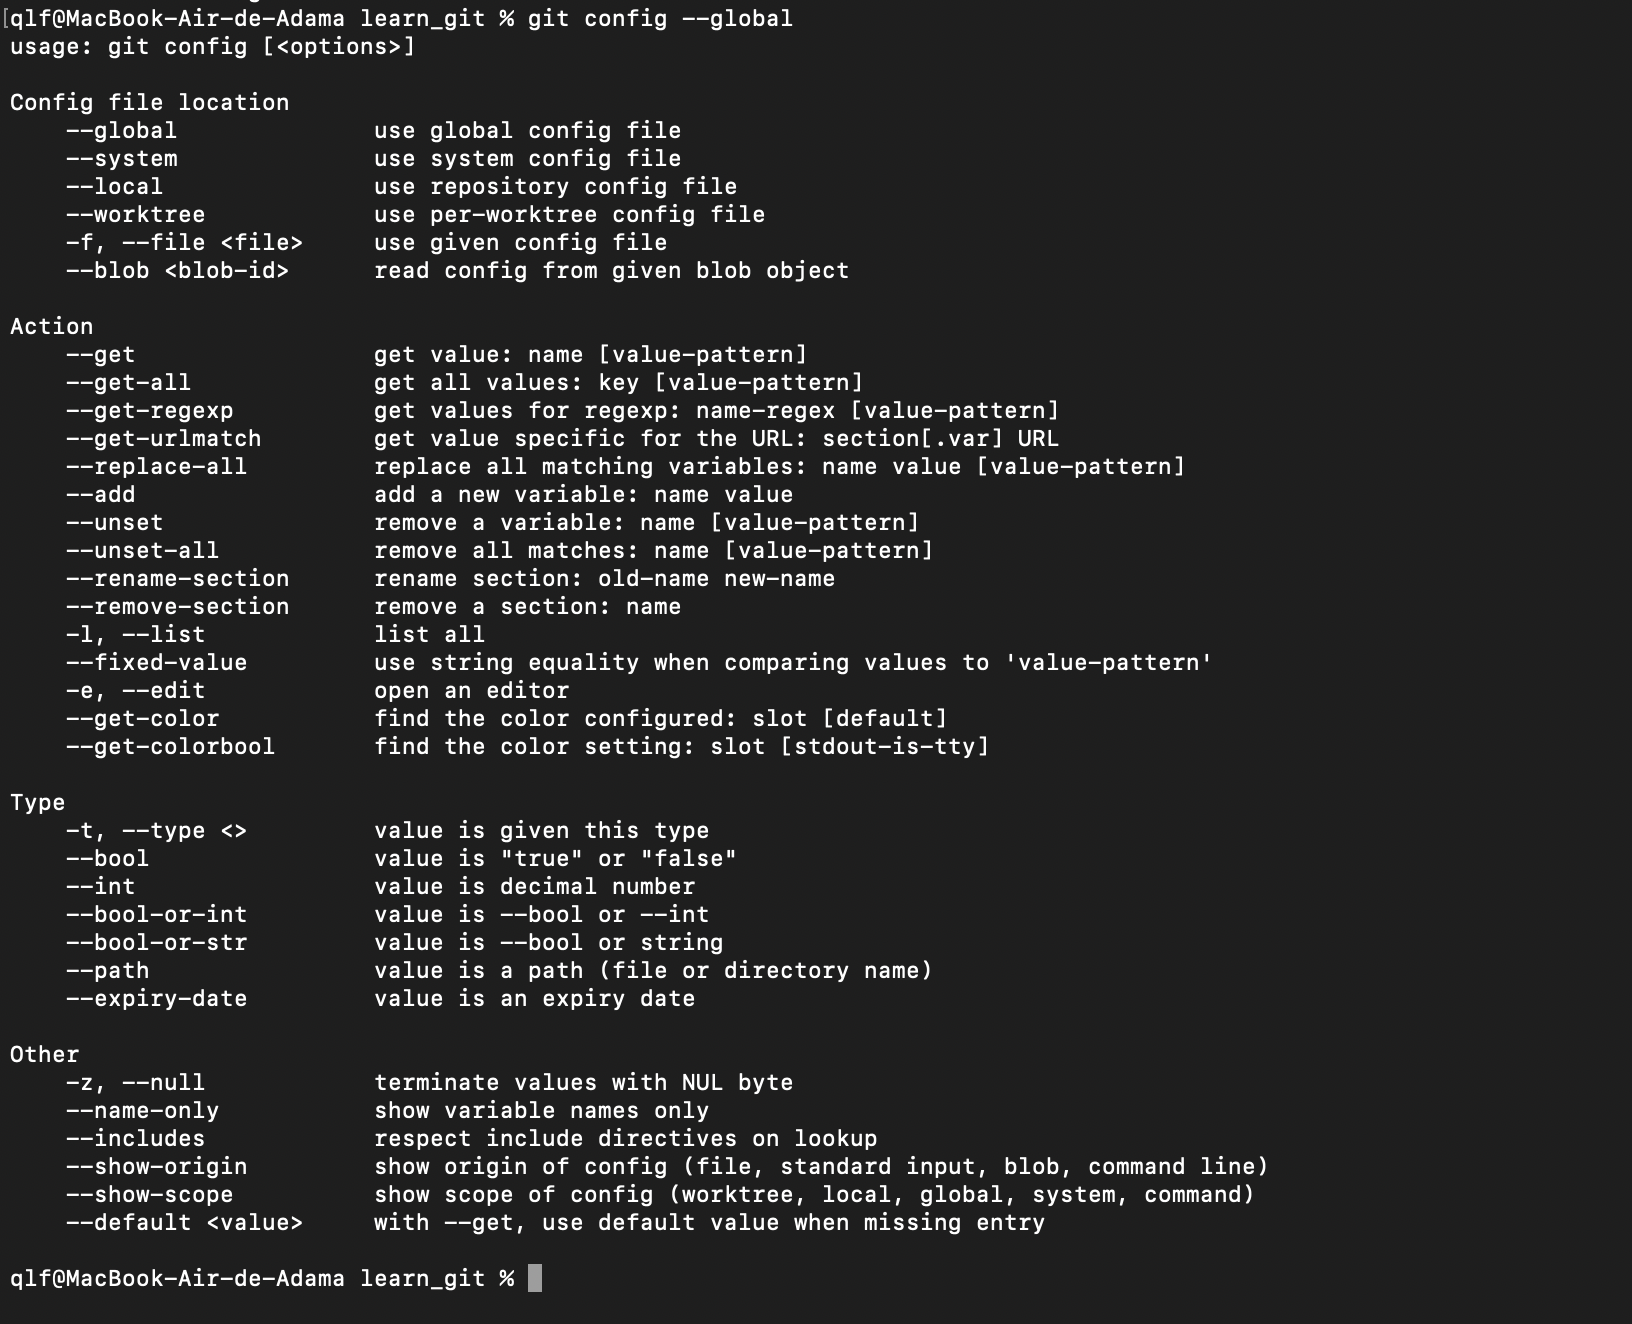 [qlf@MacBook-Air-de-Adama learn_git % git config --global
usage: git config [<options>]
Config file location
--global use global config file
--system use system config file
--local use repository config file
--worktree use per-worktree config file
-f, --file <file> use given config file
--blob <blob-id> read config from given blob object
Action
--get get value: name [value-pattern]
--get-all get all values: key [value-pattern]
--get-regexp get values for regexp: name-regex [value-pattern]
--get-urlmatch get value specific for the URL: section[.var] URL
--replace-all replace all matching variables: name value [value-pattern]
--add add a new variable: name value
--unset remove a variable: name [value-pattern]
--unset-all remove all matches: name [value-pattern]
--rename-section rename section: old-name new-name
--remove-section remove a section: name
-l, --list list all
--fixed-value use string equality when comparing values to 'value-pattern'
-e, --edit open an editor
--get-color find the color configured: slot [default]
--get-colorbool find the color setting: slot [stdout-is-tty]
Type
-t, --type <> value is given this type
--bool value is "true" or "false"
--int value is decimal number
--bool-or-int value is --bool or --int
--bool-or-str value is --bool or string
--path value is a path (file or directory name)
--expiry-date value is an expiry date
Other
-z, --null terminate values with NUL byte
--name-only show variable names only
--includes respect include directives on lookup
--show-origin show origin of config (file, standard input, blob, command line)
--show-scope show scope of config (worktree, local, global, system, command)
--default <value> with --get, use default value when missing entry
qlf@MacBook-Air-de-Adama learn_git %